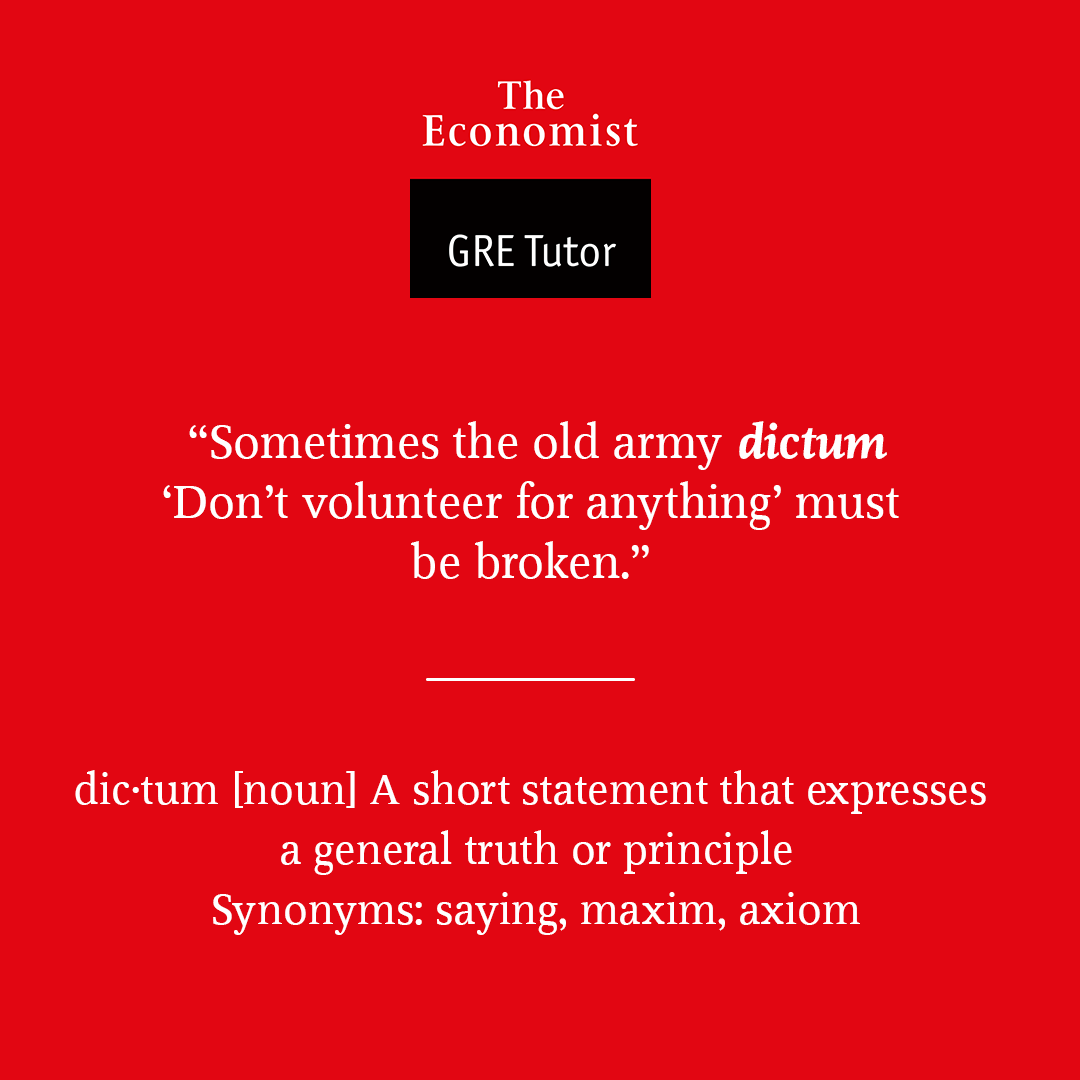 The
Economist
GRE Tutor
“Sometimes the old army dictum
‘Don’t volunteer for anything’ must
be broken.”
dic·tum [noun] A short statement that expresses
a general truth or principle
Synonyms: saying, maxim, axiom